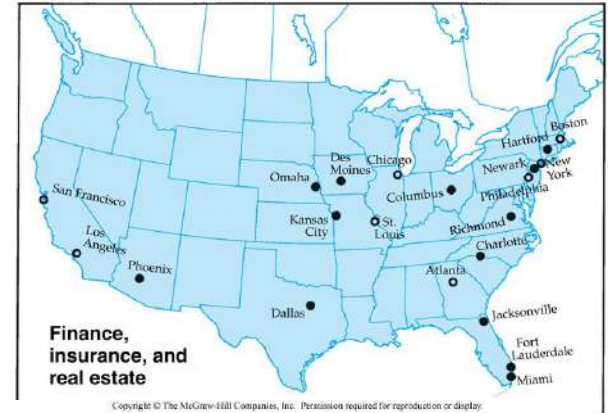 Boston
Hartford
Des
Moines
Chicago
Newark
New
York
Omaha
Columbus
Philadelphia
San Francisco
Kansas
City
St.
Louis
Richmond
Los
Angeles
Charlotte
Phoenix
Atlanta
Dallas
Jacksonville
Finance,
insurance, and
real estate
Fort
Lauderdale
Miami
Copyright © The McGraw-Hill Companies, Inc. Permission required for reproduction or display.